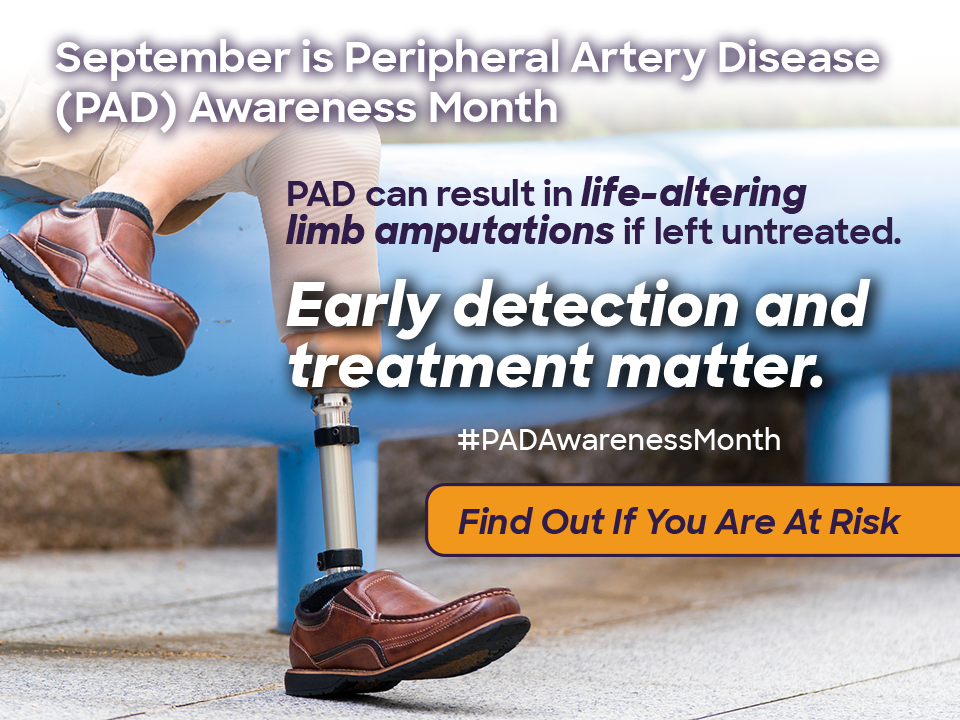 September is Peripheral Artery Disease
(PAD) Awareness Month
PAD can result in life-altering
limb amputations if left untreated.
Early detection and
treatment matter.
#PADAwarenessMonth
Find Out If You Are At Risk